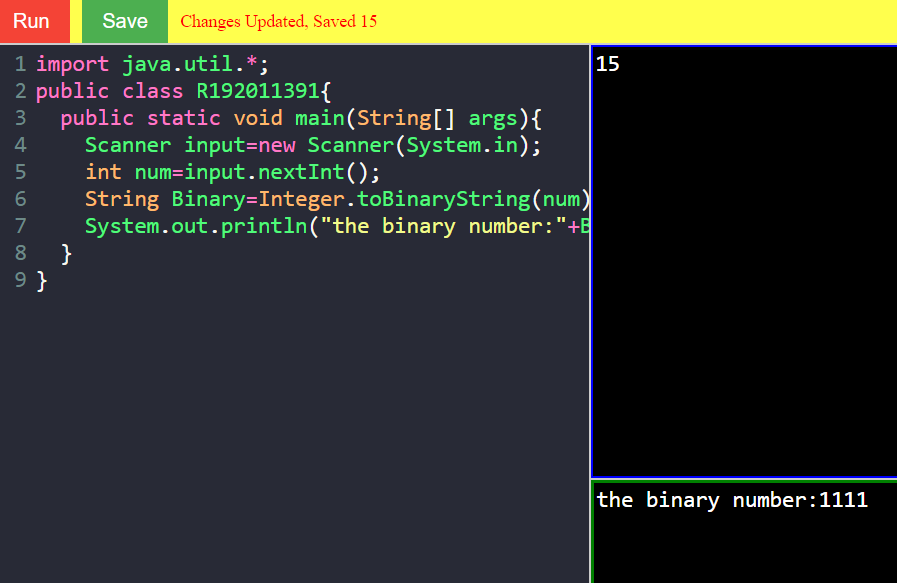 Run Save Changes Updated, Saved 15
1 import java.util.*;
2 public class R192011391{
3   public static void main(String[] args){
4     Scanner input=new Scanner(System.in);
5     int num=input.nextInt();
6     String Binary=Integer.toBinaryString(num)
7     System.out.println("the binary number:"+B
8   }
9 }
15
the binary number:1111